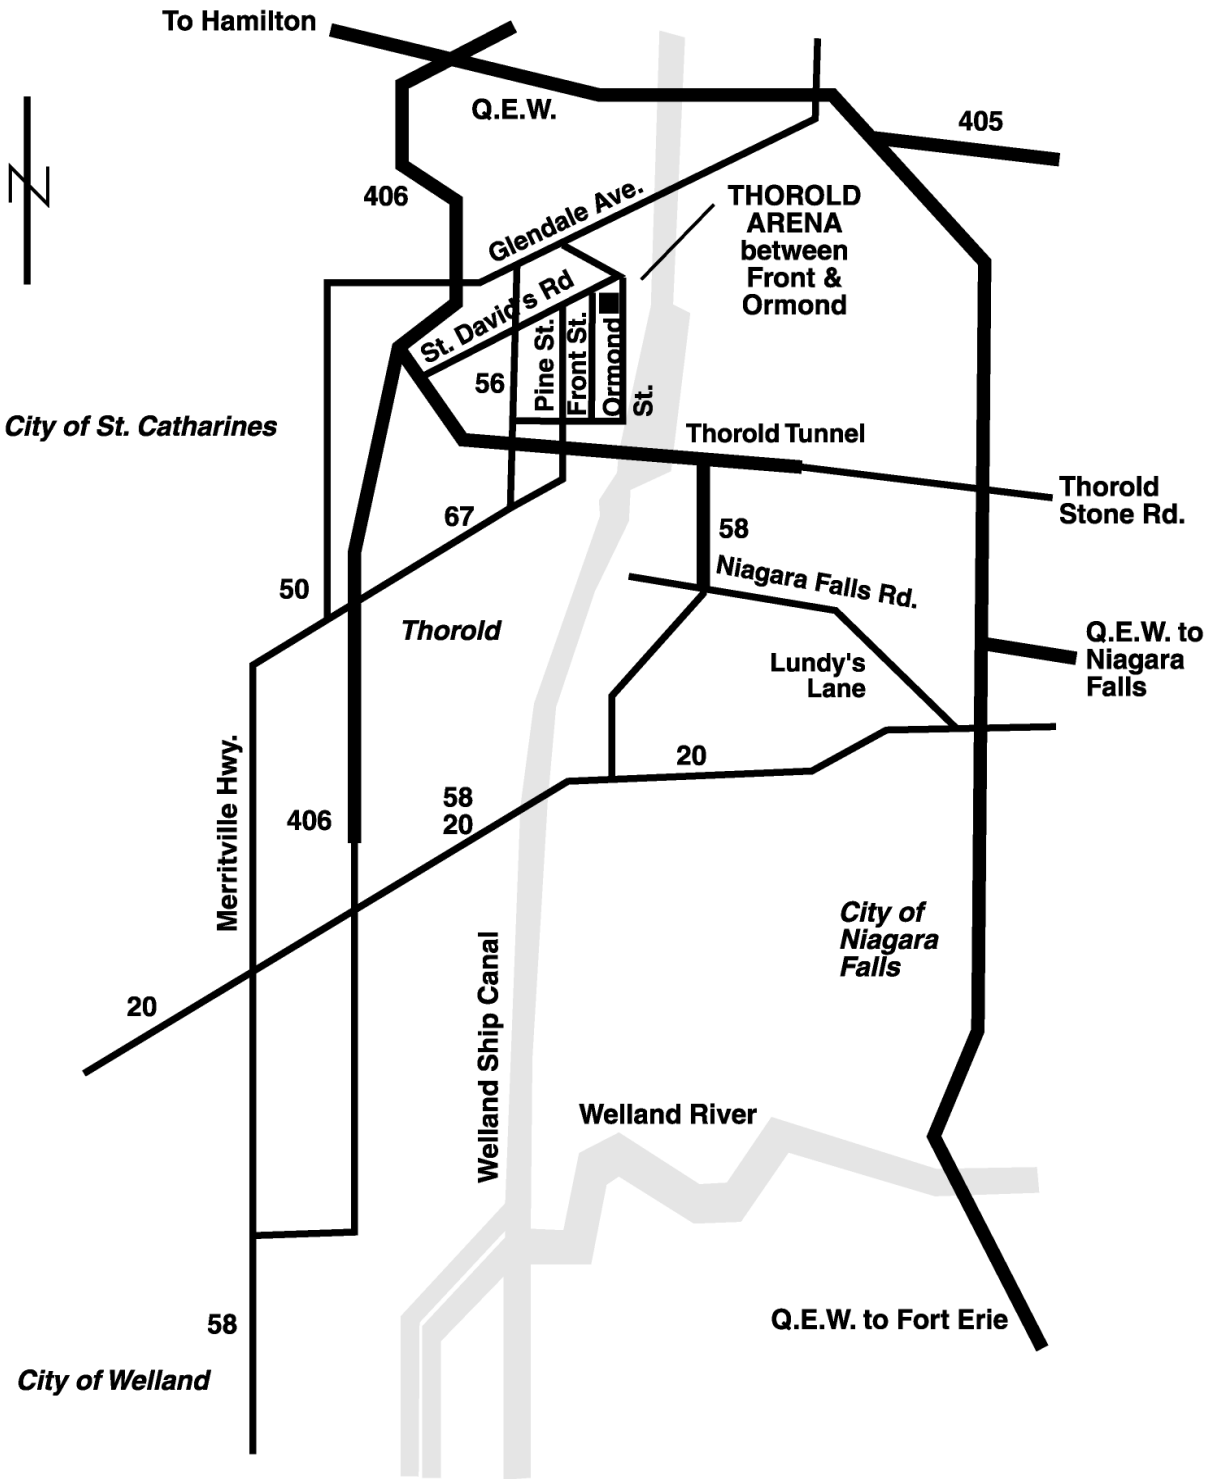 To Hamilton
Q.E.W.
405
406
Glendale Ave.
THOROLD
ARENA
between
Front &
Ormond
N
St. David's Rd
56
Pine St.
Front St.
Ormond
St.
City of St. Catharines
Thorold Tunnel
Thorold
Stone Rd.
67
58
Niagara Falls Rd.
50
Thorold
Q.E.W. to
Niagara
Falls
Lundy's
Lane
20
58
20
Merritville Hwy.
406
City of
Niagara
Falls
20
Welland Ship Canal
Welland River
58
Q.E.W. to Fort Erie
City of Welland